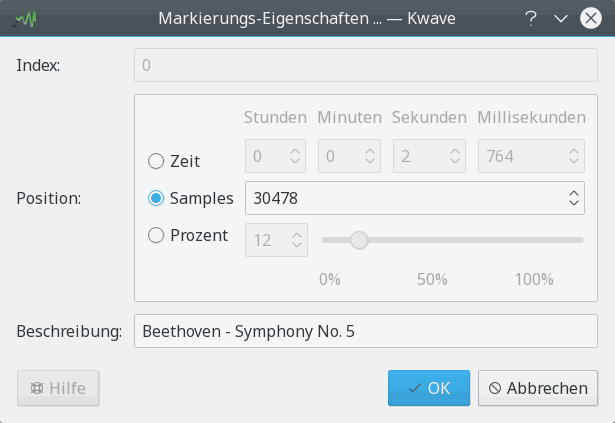 Markierungs-Eigenschaften ... — Kwave
Index: 0
Stunden Minuten Sekunden Millisekunden
Zeit 0 0 2 764
Position: Samples 30478
Prozent 12
0% 50% 100%
Beschreibung: Beethoven - Symphony No. 5
Hilfe OK Abbrechen